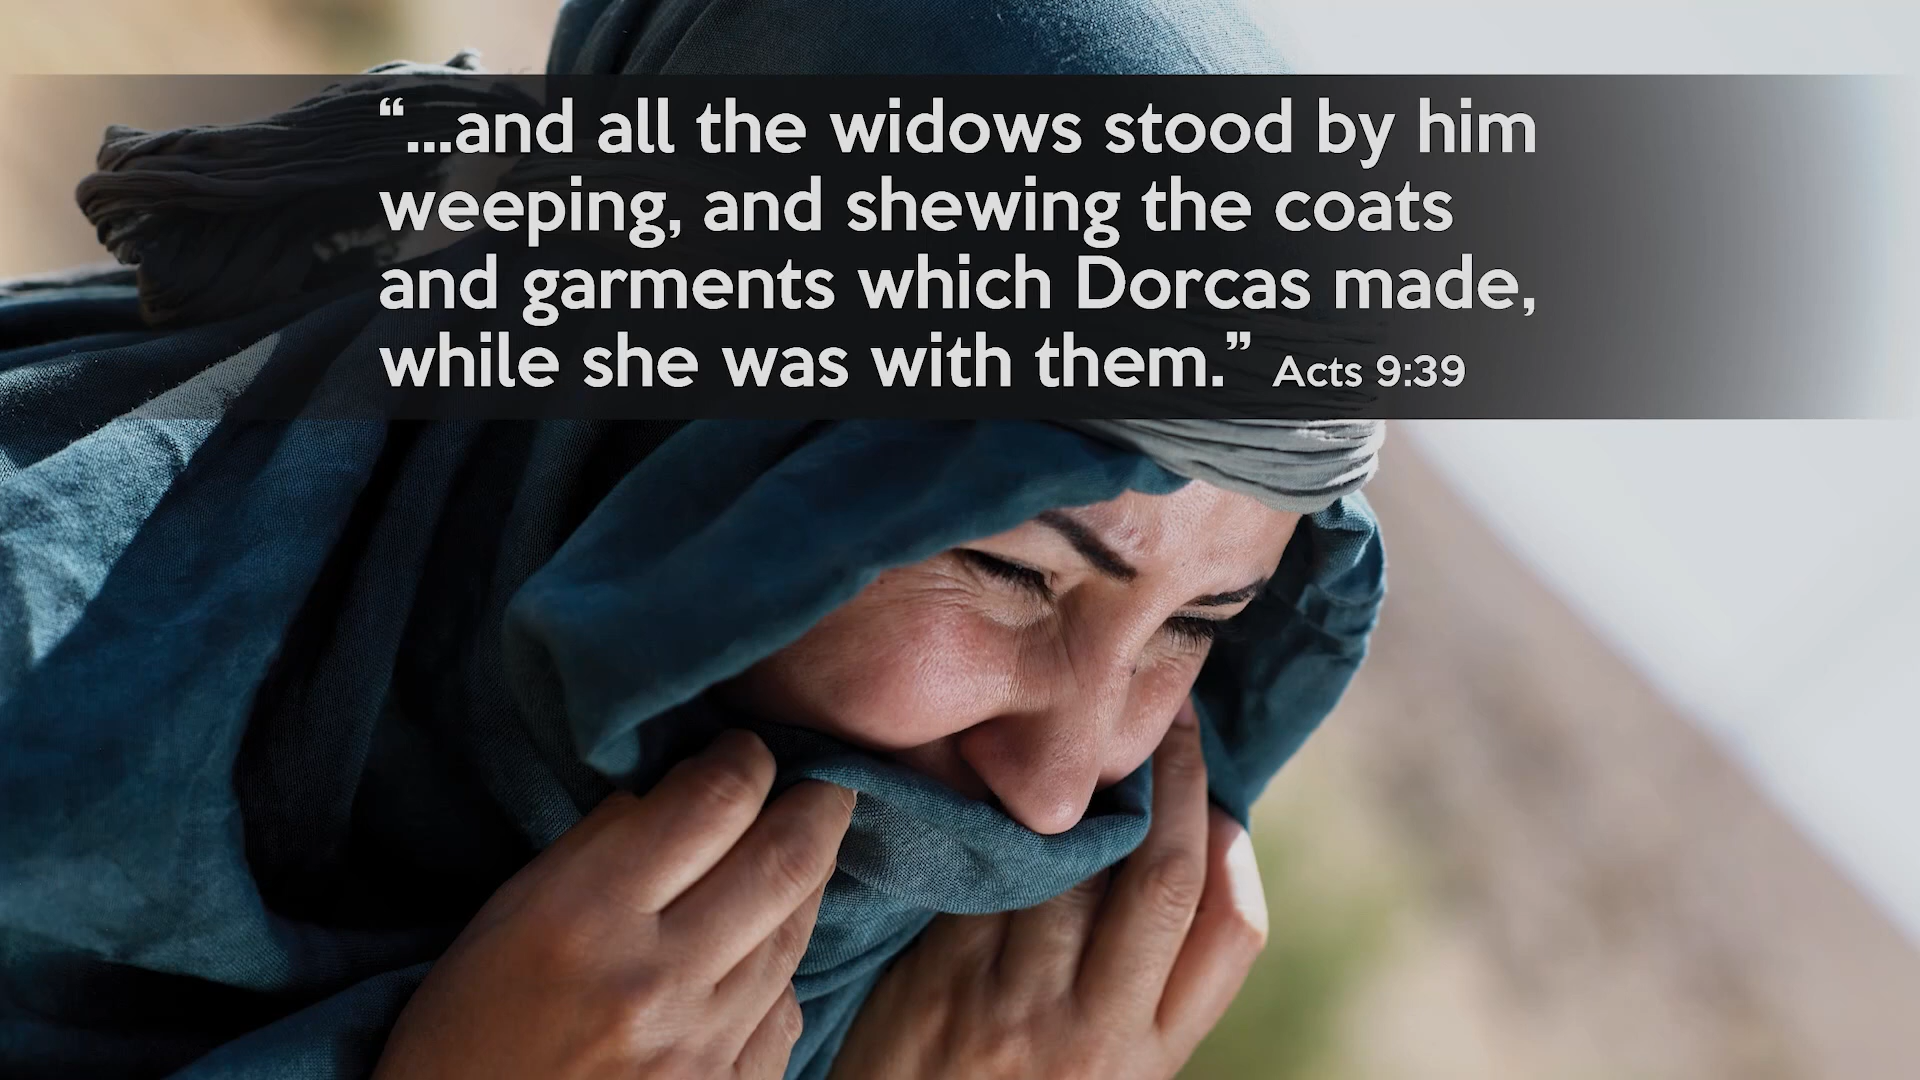 “...and all the widows stood by him
weeping, and shewing the coats
and garments which Dorcas made,
while she was with them.” Acts 9:39